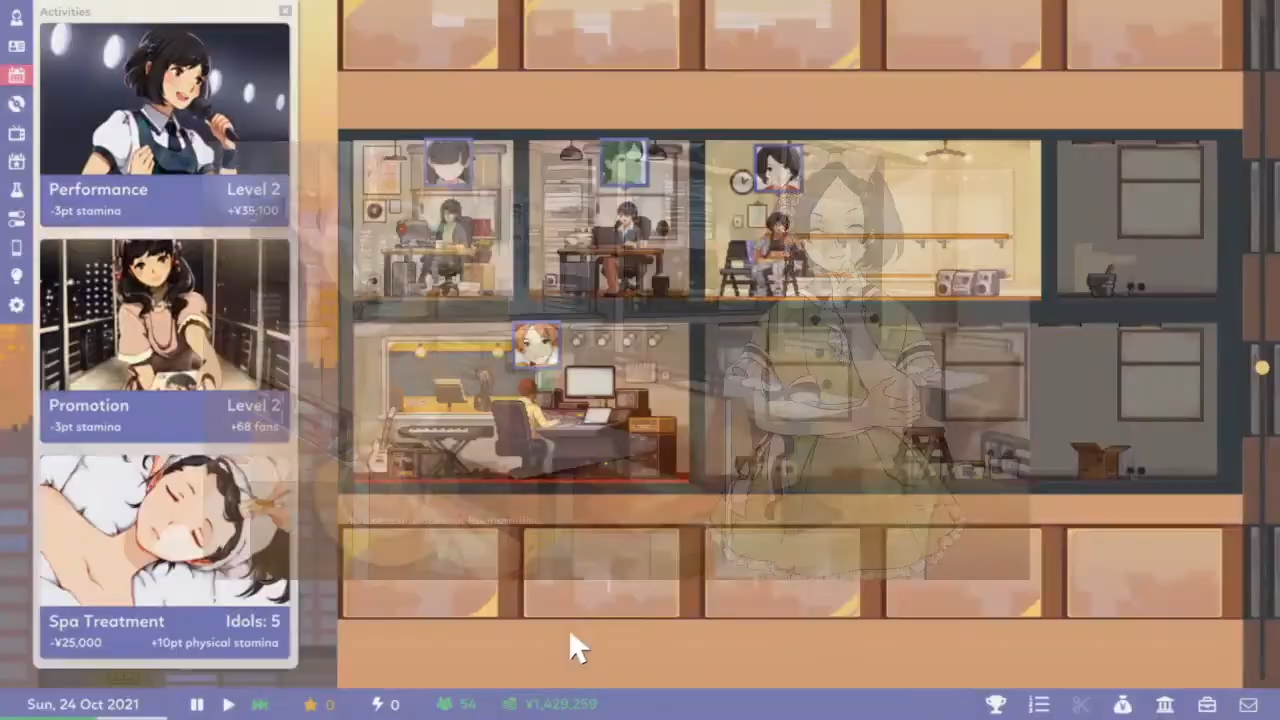 Activities
Performance Level 2
-3pt stamina +¥35,100
Promotion Level 2
-3pt stamina +68 fans
Spa Treatment Idols: 5
-¥25,000 +10pt physical stamina
Sun, 24 Oct 2021 0 0 54 ¥1,429,259